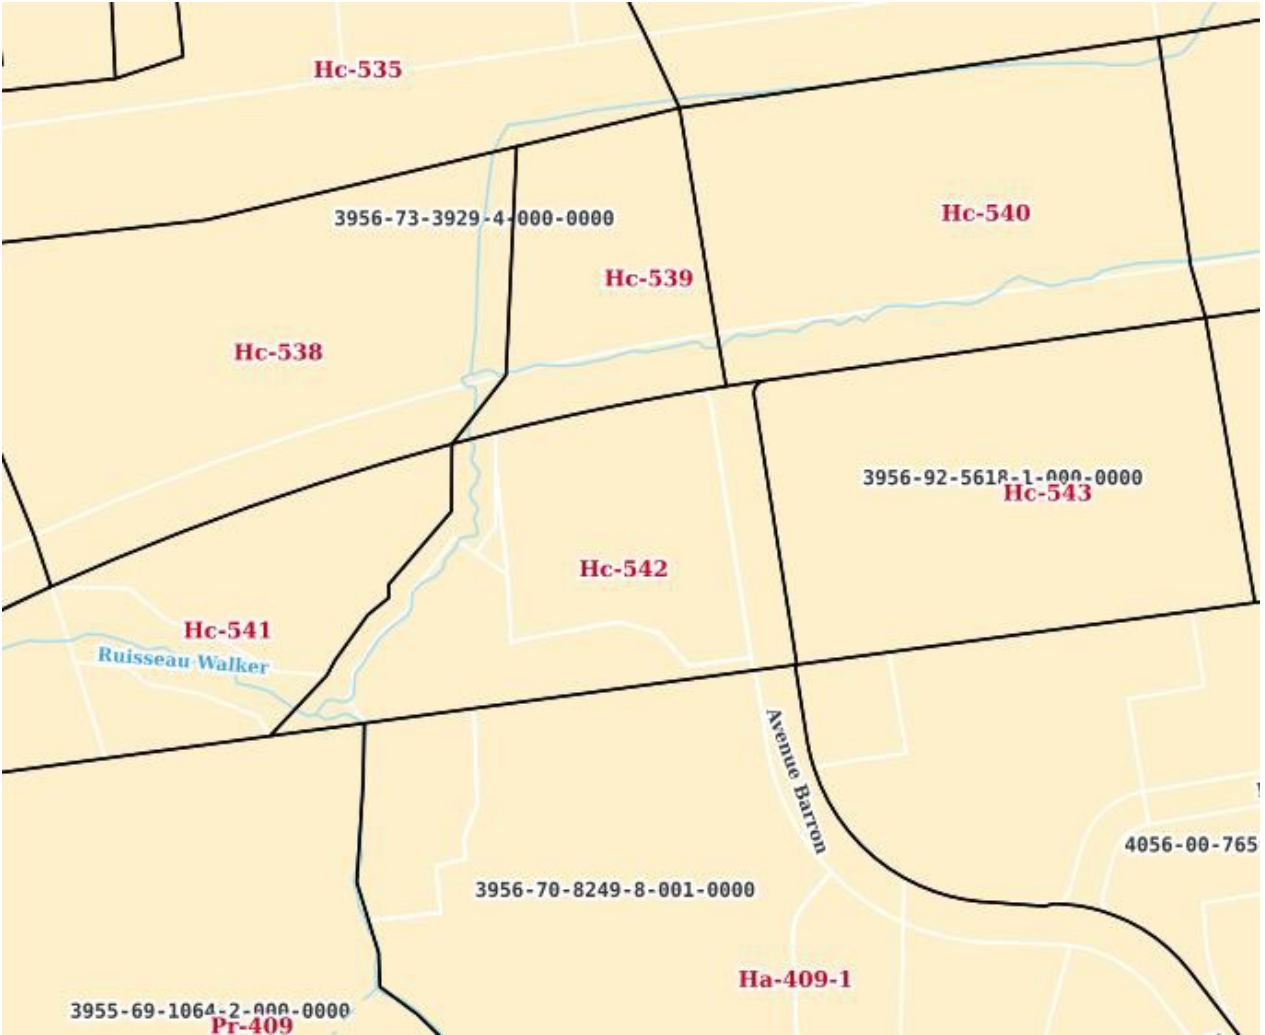 Hc-535
3956-73-3929-4-000-0000
Hc-540
Hc-539
Hc-538
3956-92-5618-1-000-0000
Hc-543
Hc-542
Hc-541
Ruisseau Walker
Avenue Barron
4056-00-765
3956-70-8249-8-001-0000
Ha-409-1
3955-69-1064-2-000-0000
Pr-409